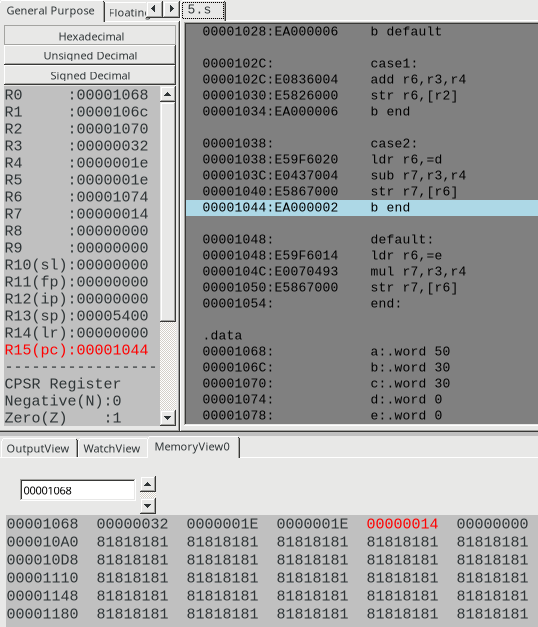 General Purpose Floating
Hexadecimal
Unsigned Decimal
Signed Decimal
R0 :00001068
R1 :0000106c
R2 :00001070
R3 :00000032
R4 :0000001e
R5 :0000001e
R6 :00001074
R7 :00000014
R8 :00000000
R9 :00000000
R10(sl):00000000
R11(fp):00000000
R12(ip):00000000
R13(sp):00005400
R14(lr):00000000
R15(pc):00001044
-----------------
CPSR Register
Negative(N):0
Zero(Z) :1
5.s
00001028:EA000006 b default
0000102C: case1:
0000102C:E0836004 add r6,r3,r4
00001030:E5826000 str r6,[r2]
00001034:EA000006 b end
00001038: case2:
00001038:E59F6020 ldr r6,=d
0000103C:E0437004 sub r7,r3,r4
00001040:E5867000 str r7,[r6]
00001044:EA000002 b end
00001048: default:
00001048:E59F6014 ldr r6,=e
0000104C:E0070493 mul r7,r3,r4
00001050:E5867000 str r7,[r6]
00001054: end:
.data
00001068: a:.word 50
0000106C: b:.word 30
00001070: c:.word 30
00001074: d:.word 0
00001078: e:.word 0
OutputView WatchView MemoryView0
00001068
00001068 00000032 0000001E 0000001E 00000014 00000000
000010A0 81818181 81818181 81818181 81818181 81818181
000010D8 81818181 81818181 81818181 81818181 81818181
00001110 81818181 81818181 81818181 81818181 81818181
00001148 81818181 81818181 81818181 81818181 81818181
00001180 81818181 81818181 81818181 81818181 81818181